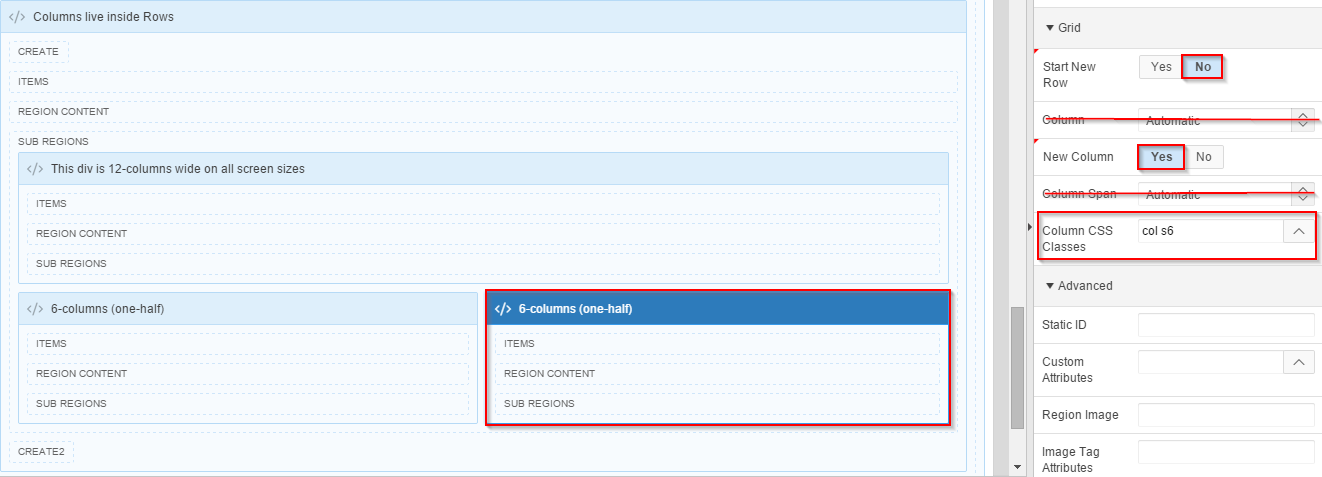 </> Columns live inside Rows
CREATE
ITEMS
REGION CONTENT
SUB REGIONS
</> This div is 12-columns wide on all screen sizes
ITEMS
REGION CONTENT
SUB REGIONS
</> 6-columns (one-half)
ITEMS
REGION CONTENT
SUB REGIONS
</> 6-columns (one-half)
ITEMS
REGION CONTENT
SUB REGIONS
CREATE2
Grid
Start New
Row
Yes No
Column Automatic
New Column Yes No
Column Span Automatic
Column CSS
Classes
col s6
Advanced
Static ID
Custom
Attributes
Region Image
Image Tag
Attributes